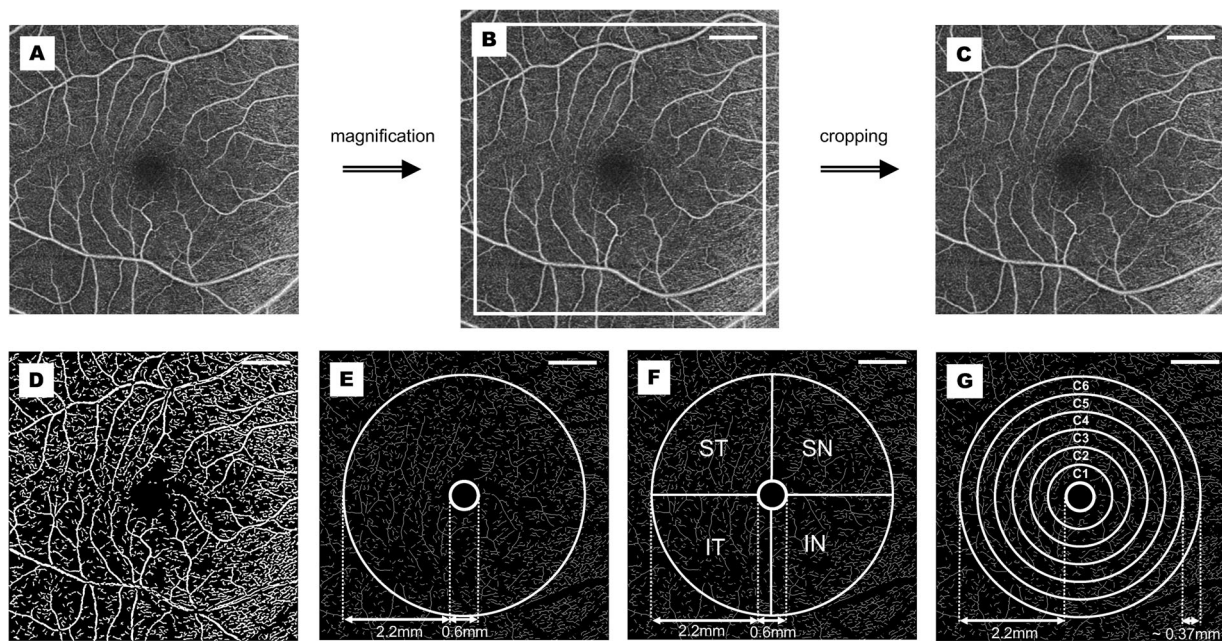 A
B
C
magnification
cropping
D
E
F
G
ST
SN
IT
IN
C6
C5
C4
C3
C2
C1
2.2mm
0.6mm
2.2mm
0.6mm
2.2mm
0.37mm